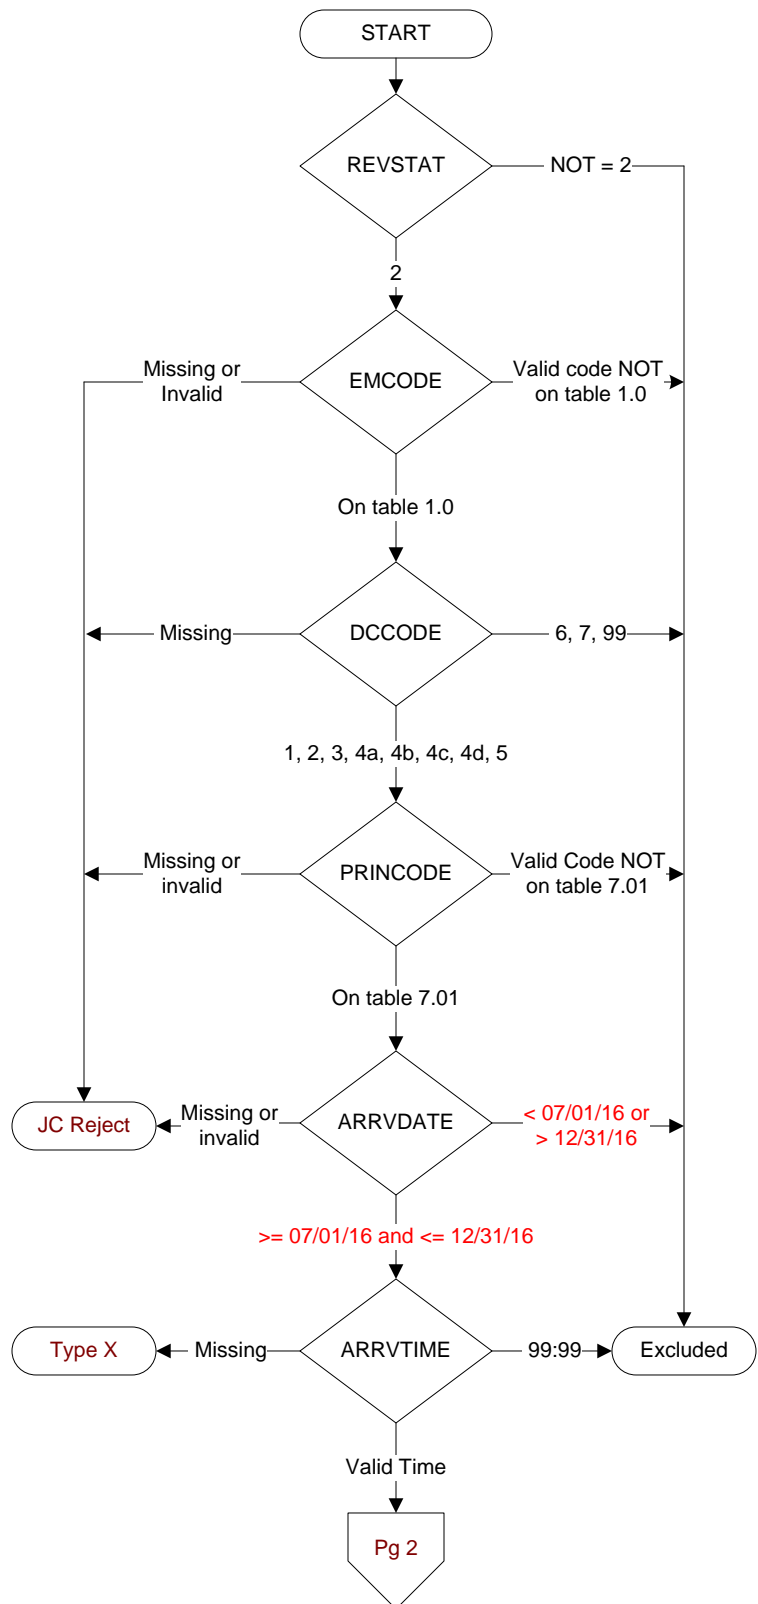 START
REVSTAT
NOT = 2
2
Missing or
Invalid
EMCODE
Valid code NOT
on table 1.0
On table 1.0
Missing
DCCODE
6, 7, 99
1, 2, 3, 4a, 4b, 4c, 4d, 5
Missing or
invalid
PRINCODE
Valid Code NOT
on table 7.01
On table 7.01
JC Reject
Missing or
invalid
ARRVDATE
< 07/01/16 or
> 12/31/16
>= 07/01/16 and <= 12/31/16
Type X
Missing
ARRVTIME
99:99
Excluded
Valid Time
Pg 2